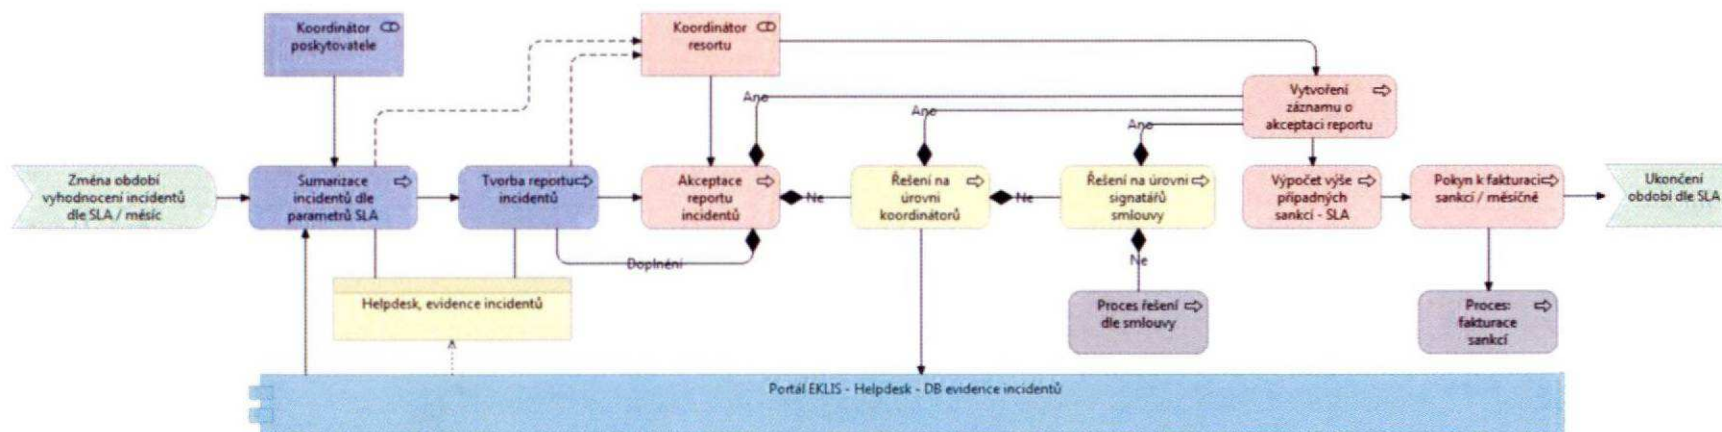 Koordinátor
poskytovatele
Koordinátor
resortu
Vytvoření
záznamu o
akceptaci reportu
Ano
Ano
Ano
Změna období
vyhodnocení incidentů
dle SLA / měsíc
Sumarizace
incidentů dle
parametrů SLA
Tvorba reportu
incidentů
Akceptace
reportu
incidentů
Ne
Řešení na
úrovni
koordinátorů
Ne
Řešení na úrovni
signatářů
smlouvy
Výpočet výše
případných
sankcí - SLA
Pokyn k fakturaci
sankcí / měsíčně
Ukončení
období dle SLA
Doplnění
Ne
Helpdesk, evidence incidentů
Proces řešení
dle smlouvy
Proces:
fakturace
sankcí
Portál EKLIS - Helpdesk - DB evidence incidentů